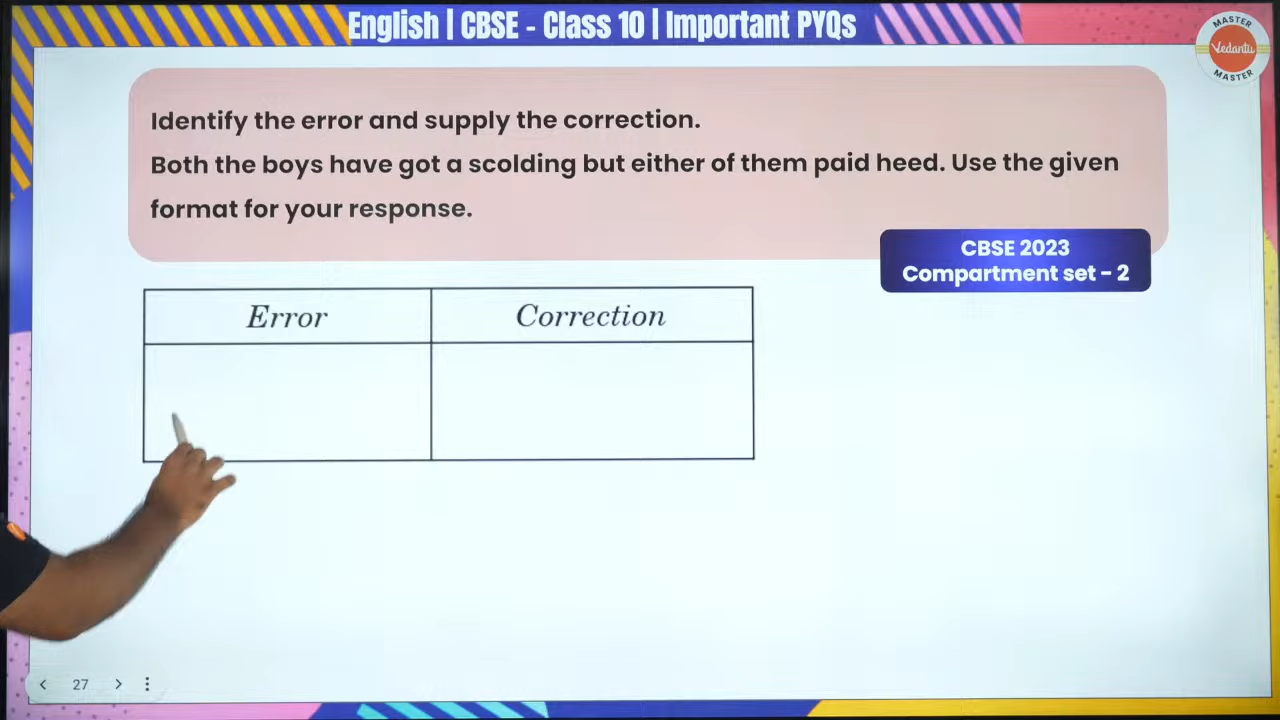 English | CBSE - Class 10 | Important PYQs
MASTER
Vedantu
MASTER
Identify the error and supply the correction.
Both the boys have got a scolding but either of them paid heed. Use the given
format for your response.
CBSE 2023
Compartment set - 2
Error
Correction
27